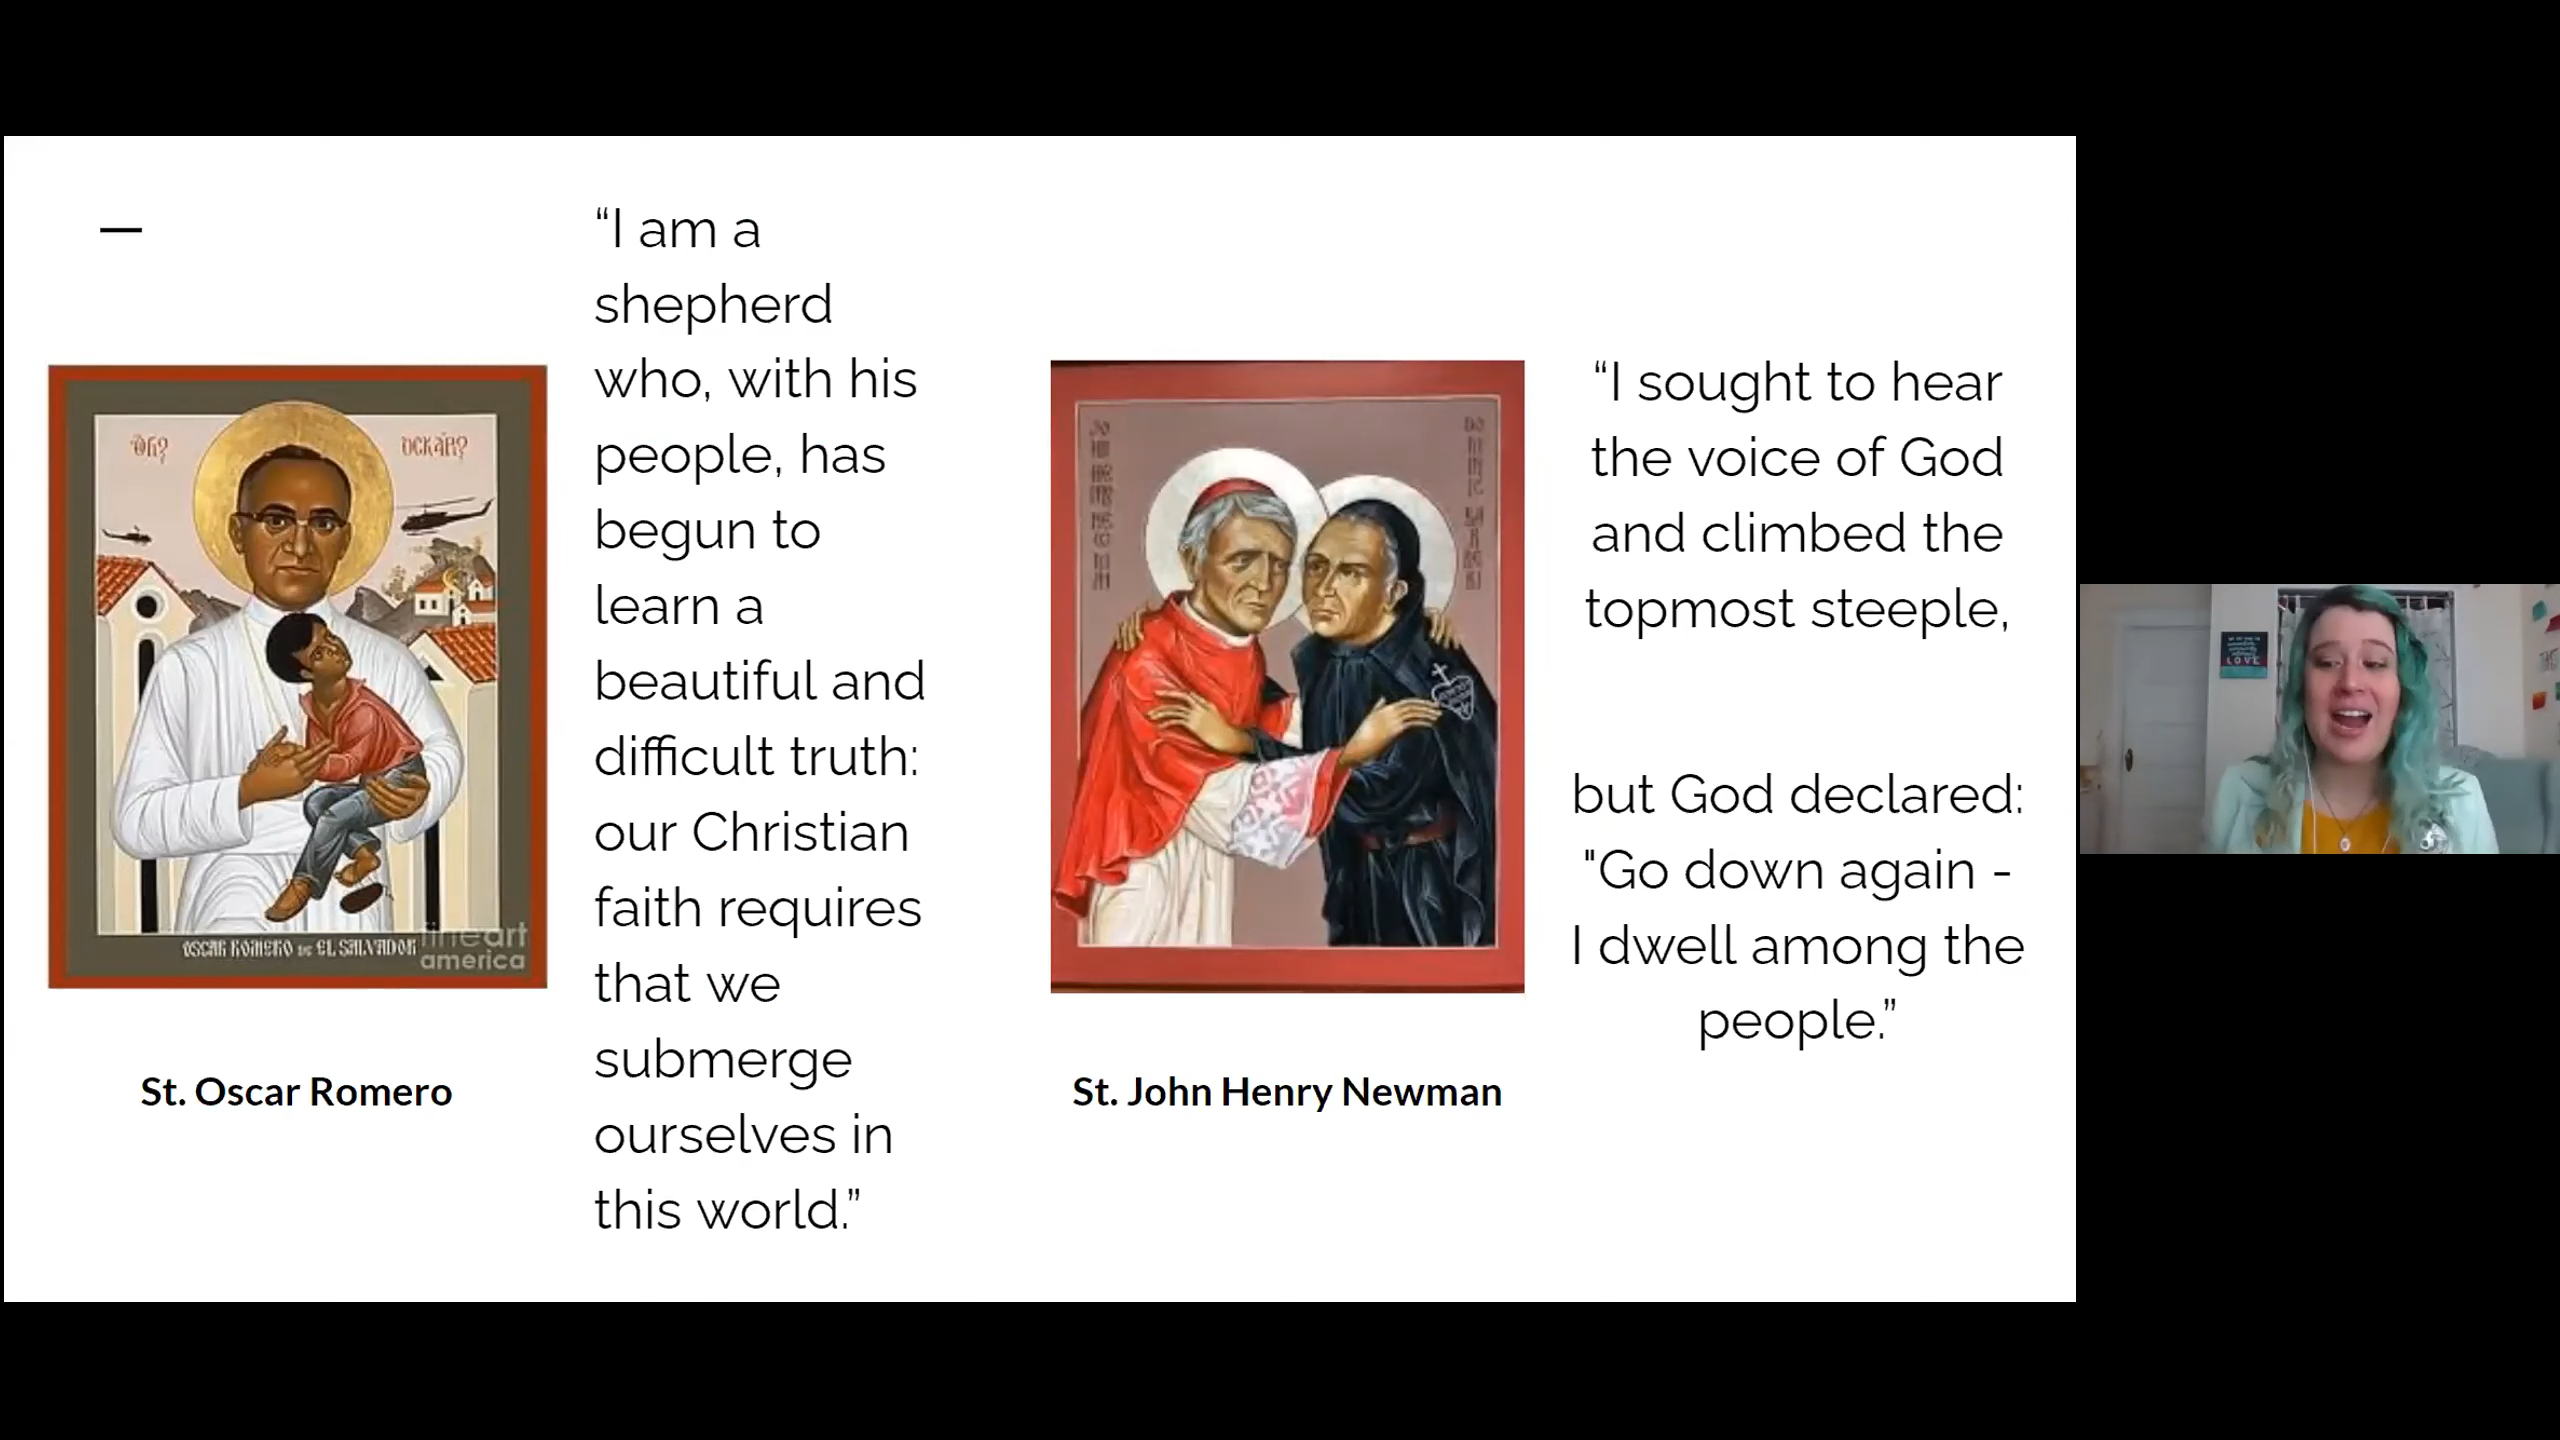 “I am a
shepherd
who, with his
people, has
begun to
learn a
beautiful and
difficult truth:
our Christian
faith requires
that we
submerge
ourselves in
this world.”
OSCAR ROMERO DE EL SALVADOR
fineart
america
St. Oscar Romero
“I sought to hear
the voice of God
and climbed the
topmost steeple,
but God declared:
"Go down again -
I dwell among the
people.”
St. John Henry Newman
LOVE